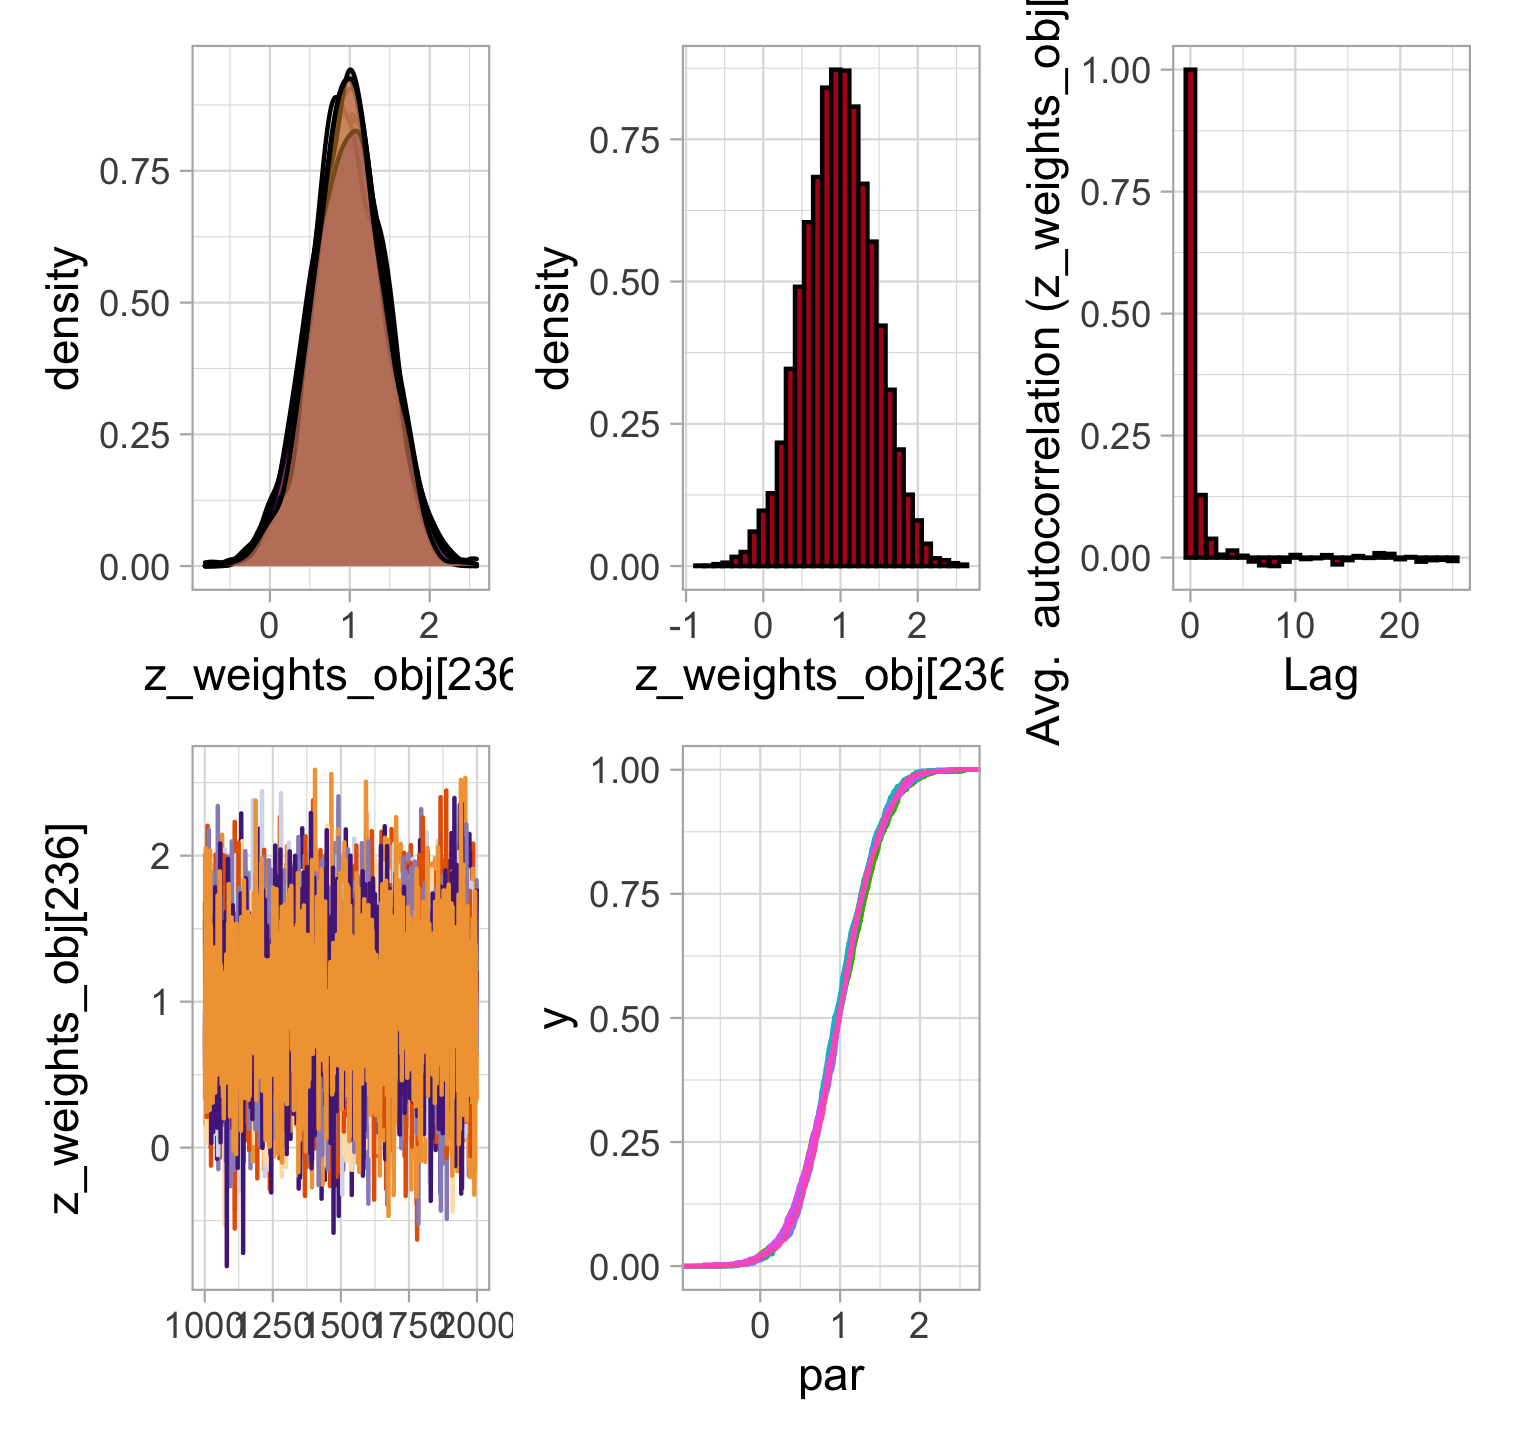 density
0.75
0.50
0.25
0.00
0 1 2
z_weights_obj[236
density
0.75
0.50
0.25
0.00
-1 0 1 2
z_weights_obj[236
Avg. autocorrelation (z_weights_obj[
1.00
0.75
0.50
0.25
0.00
0 10 20
Lag
z_weights_obj[236]
2
1
0
1000 1250 1500 1750 2000
y
1.00
0.75
0.50
0.25
0.00
0 1 2
par